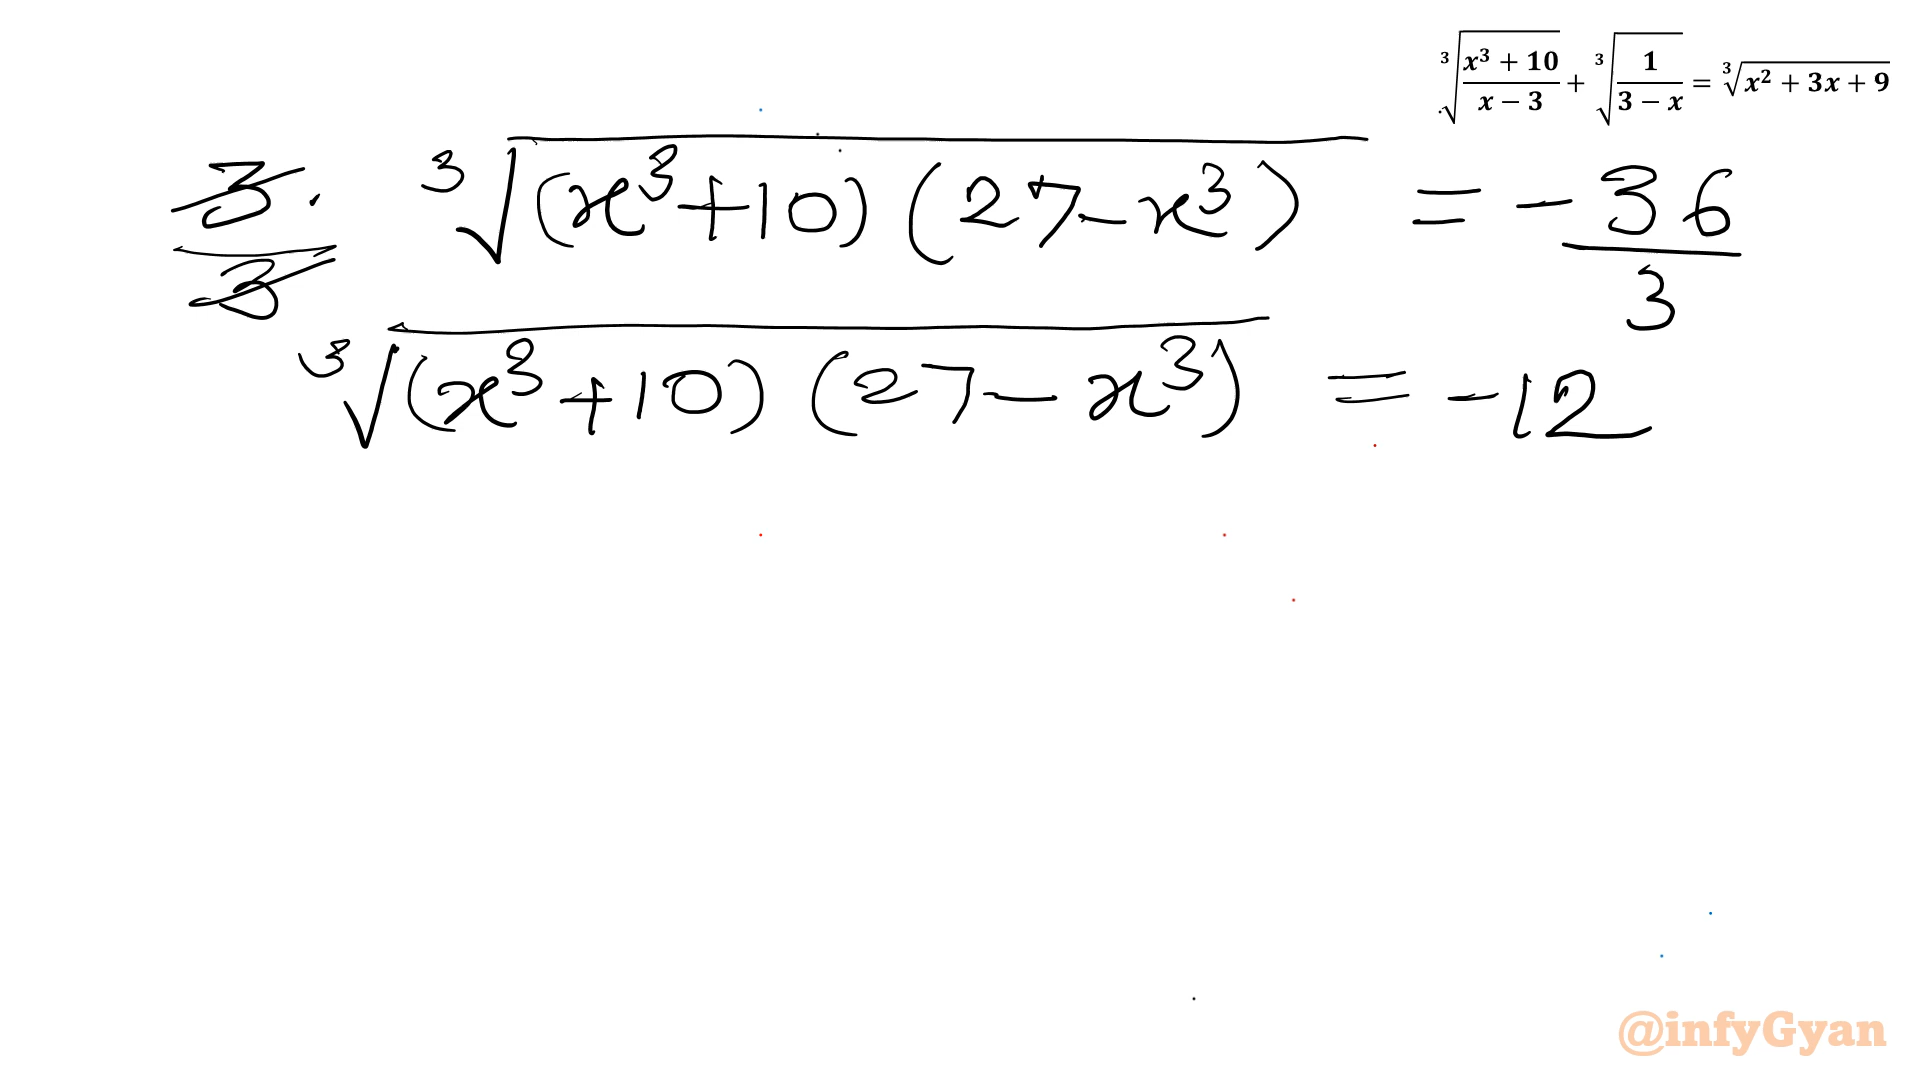 ∛((x³ + 10)/(x − 3)) + ∛(1/(3 − x)) = ∛(x² + 3x + 9)
3/3 . ∛((x³+10)(27−x³)) = −36/3
∛((x³+10)(27−x³)) = −12
@infyGyan